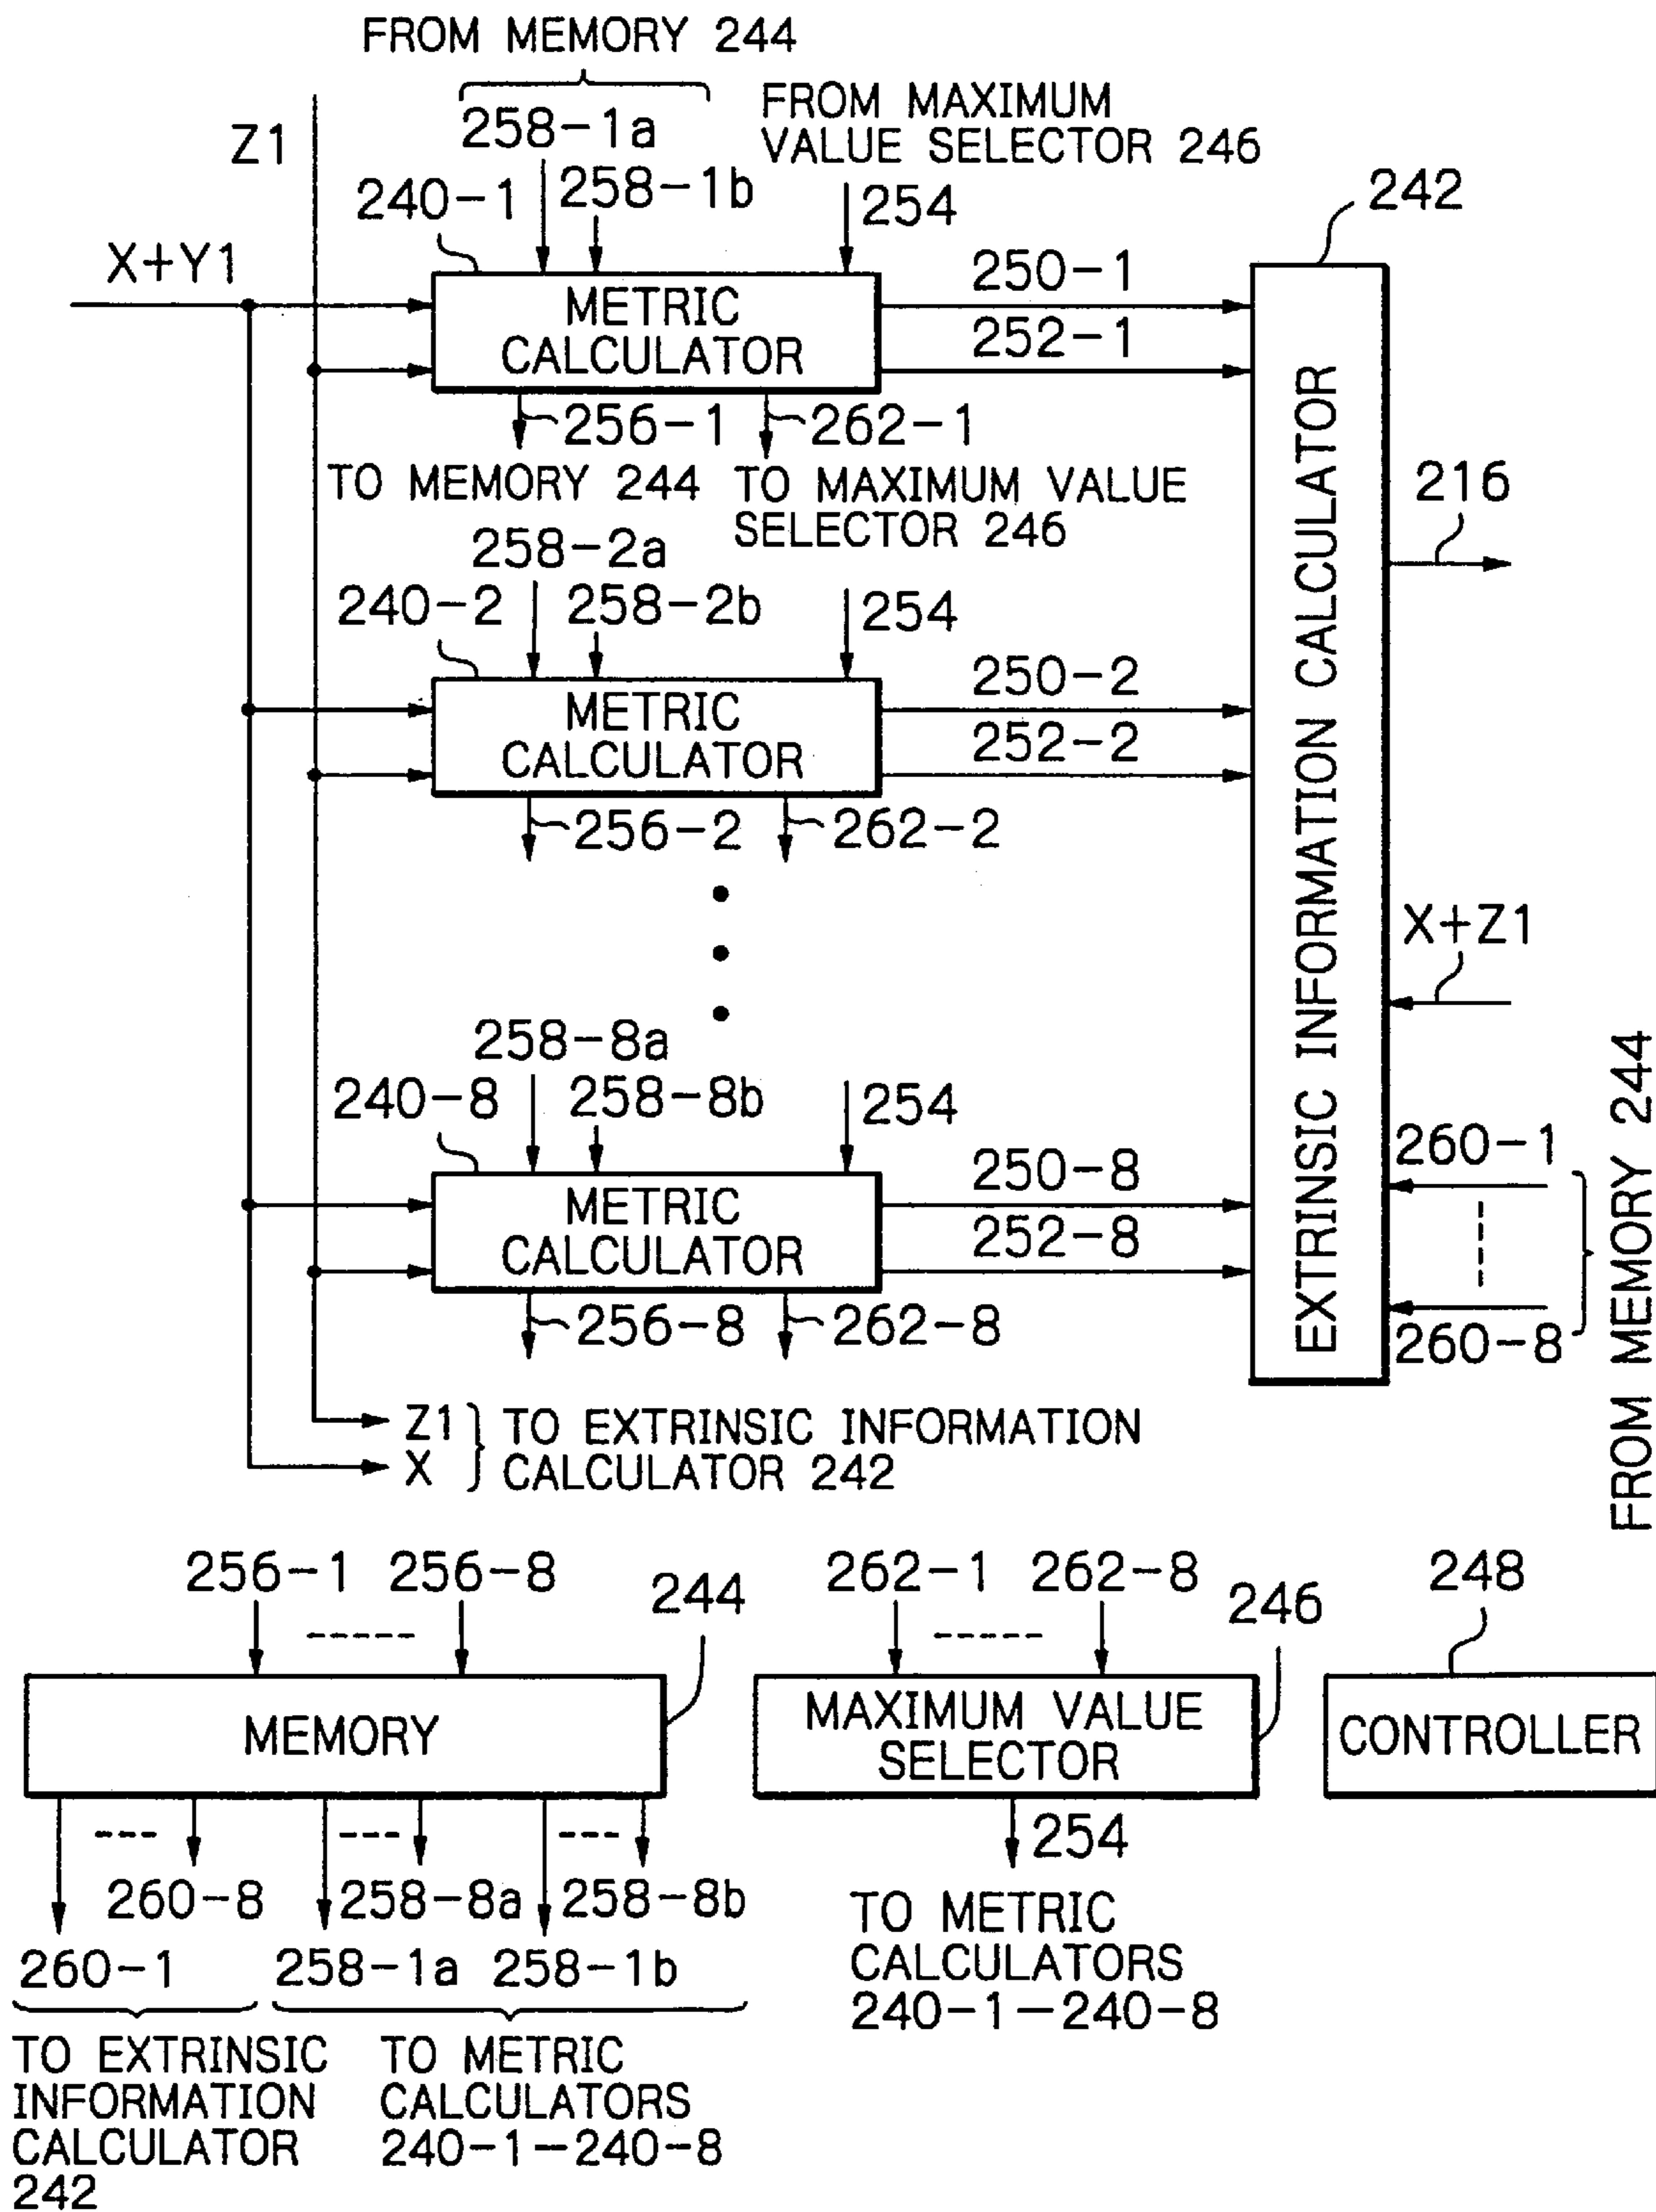 FROM MEMORY 244
258-1a
FROM MAXIMUM
VALUE SELECTOR 246
Z1
240-1
258-1b
254
242
X+Y1
METRIC
CALCULATOR
250-1
252-1
256-1
262-1
TO MEMORY 244
TO MAXIMUM VALUE
SELECTOR 246
216
258-2a
240-2
258-2b
254
METRIC
CALCULATOR
250-2
252-2
256-2
262-2
EXTRINSIC INFORMATION CALCULATOR
X+Z1
258-8a
240-8
258-8b
254
METRIC
CALCULATOR
250-8
252-8
256-8
262-8
260-1
260-8
FROM MEMORY 244
Z1
X
TO EXTRINSIC INFORMATION
CALCULATOR 242
256-1
256-8
244
262-1
262-8
246
248
MEMORY
MAXIMUM VALUE
SELECTOR
CONTROLLER
254
260-8
258-8a
258-8b
260-1
258-1a
258-1b
TO METRIC
CALCULATORS
240-1-240-8
TO EXTRINSIC
INFORMATION
CALCULATOR
242
TO METRIC
CALCULATORS
240-1-240-8